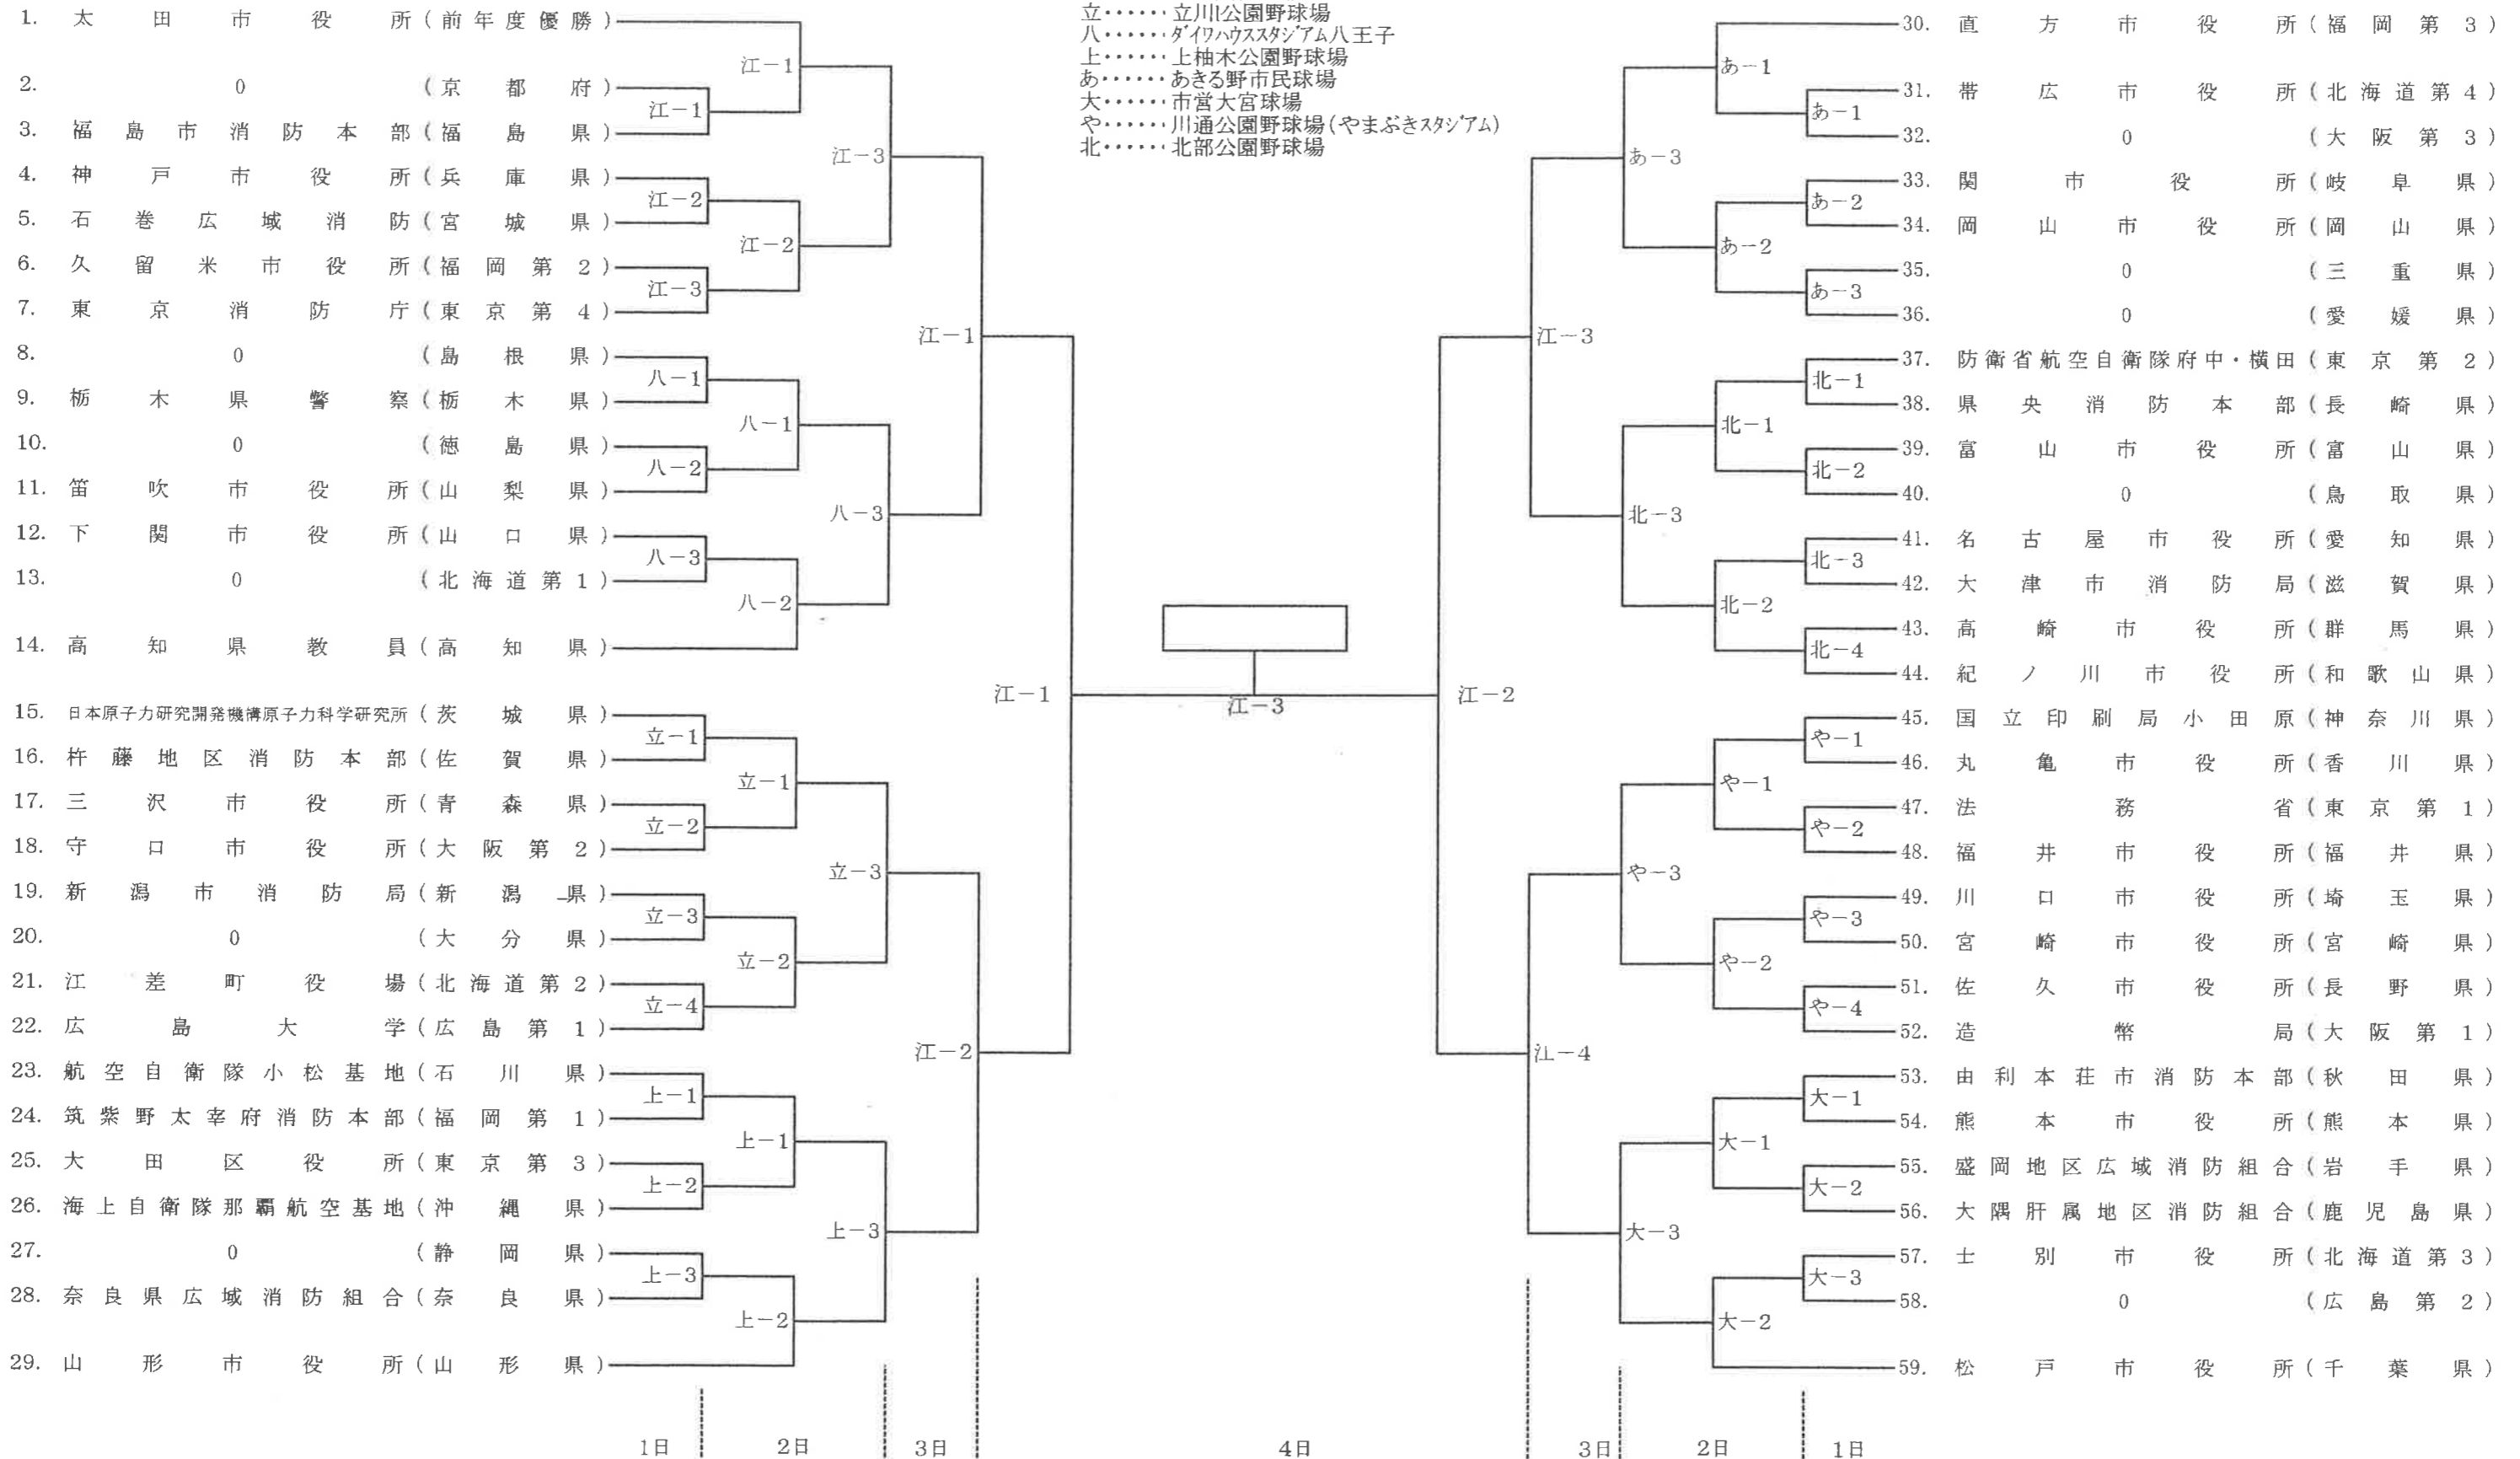 立‥‥‥立川公園野球場
八‥‥‥ダイワハウススタジアム八王子
上‥‥‥上柚木公園野球場
あ‥‥‥あきる野市民球場
大‥‥‥市営大宮球場
や‥‥‥川通公園野球場(やまぶきスタジアム)
北‥‥‥北部公園野球場
1. 太田市役所(前年度優勝)
2. 0 (京都府)
3. 福島市消防本部(福島県)
4. 神戸市役所(兵庫県)
5. 石巻広域消防(宮城県)
6. 久留米市役所(福岡第2)
7. 東京消防庁(東京第4)
8. 0 (島根県)
9. 栃木県警察(栃木県)
10. 0 (徳島県)
11. 笛吹市役所(山梨県)
12. 下関市役所(山口県)
13. 0 (北海道第1)
14. 高知県教員(高知県)
15. 日本原子力研究開発機構原子力科学研究所(茨城県)
16. 杵藤地区消防本部(佐賀県)
17. 三沢市役所(青森県)
18. 守口市役所(大阪第2)
19. 新潟市消防局(新潟県)
20. 0 (大分県)
21. 江差町役場(北海道第2)
22. 広島大学(広島第1)
23. 航空自衛隊小松基地(石川県)
24. 筑紫野太宰府消防本部(福岡第1)
25. 大田区役所(東京第3)
26. 海上自衛隊那覇航空基地(沖縄県)
27. 0 (静岡県)
28. 奈良県広域消防組合(奈良県)
29. 山形市役所(山形県)
江-1
江-2
江-3
八-1
八-2
八-3
立-1
立-2
立-3
立-4
上-1
上-2
上-3
江-1
江-2
八-1
八-2
立-1
立-2
上-1
上-2
江-3
八-3
立-3
上-3
江-1
江-2
江-1
江-3
江-2
江-3
江-4
あ-3
北-3
や-3
大-3
あ-1
あ-2
北-1
北-2
や-1
や-2
大-1
大-2
あ-1
あ-2
あ-3
北-1
北-2
北-3
北-4
や-1
や-2
や-3
や-4
大-1
大-2
大-3
30. 直方市役所(福岡第3)
31. 帯広市役所(北海道第4)
32. 0 (大阪第3)
33. 関市役所(岐阜県)
34. 岡山市役所(岡山県)
35. 0 (三重県)
36. 0 (愛媛県)
37. 防衛省航空自衛隊府中・横田(東京第2)
38. 県央消防本部(長崎県)
39. 富山市役所(富山県)
40. 0 (鳥取県)
41. 名古屋市役所(愛知県)
42. 大津市消防局(滋賀県)
43. 高崎市役所(群馬県)
44. 紀ノ川市役所(和歌山県)
45. 国立印刷局小田原(神奈川県)
46. 丸亀市役所(香川県)
47. 法務省(東京第1)
48. 福井市役所(福井県)
49. 川口市役所(埼玉県)
50. 宮崎市役所(宮崎県)
51. 佐久市役所(長野県)
52. 造幣局(大阪第1)
53. 由利本荘市消防本部(秋田県)
54. 熊本市役所(熊本県)
55. 盛岡地区広域消防組合(岩手県)
56. 大隅肝属地区消防組合(鹿児島県)
57. 士別市役所(北海道第3)
58. 0 (広島第2)
59. 松戸市役所(千葉県)
1日 2日 3日 4日 3日 2日 1日